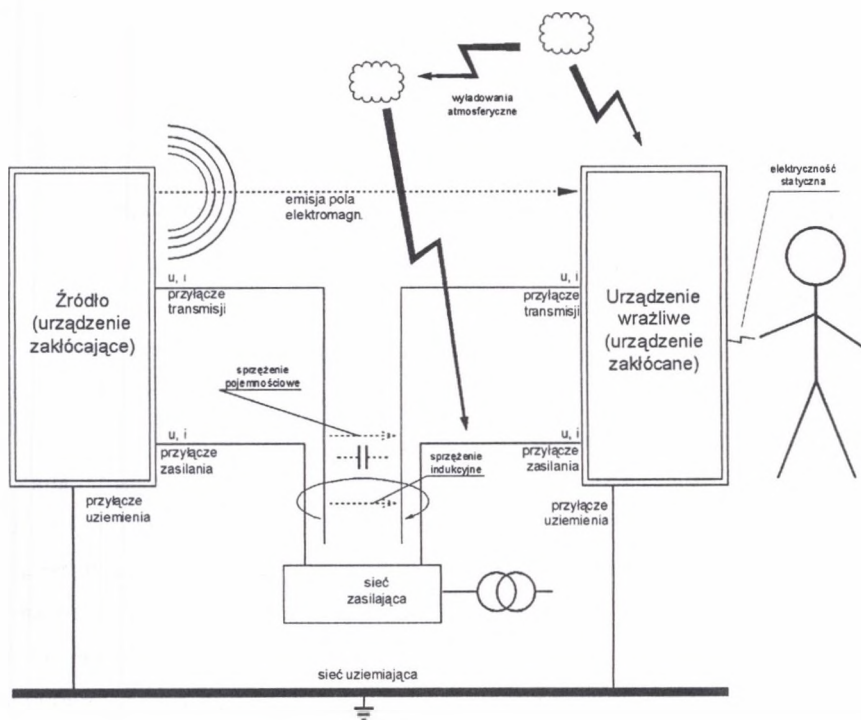 wyładowania
atmosferyczne
elektryczność
statyczna
emisja pola
elektromagn.
u, i
przyłącze
transmisji
u, i
przyłącze
transmisji
Źródło
(urządzenie
zakłócające)
Urządzenie
wrażliwe
(urządzenie
zakłócane)
sprzężenie
pojemnościowe
u, i
przyłącze
zasilania
sprzężenie
indukcyjne
u, i
przyłącze
zasilania
przyłącze
uziemienia
przyłącze
uziemienia
sieć
zasilająca
sieć uziemiająca